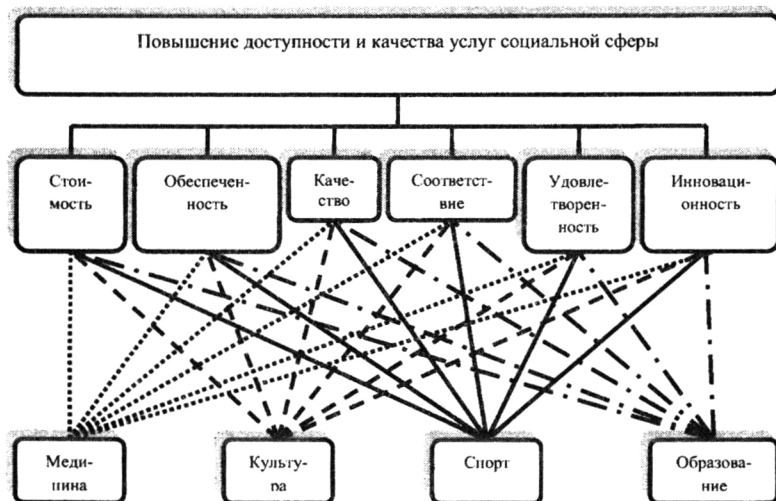 Повышение доступности и качества услуг социальной сферы
Стои-
мость
Обеспечен-
ность
Каче-
ство
Соответст-
вие
Удовле-
творен-
ность
Инноваци-
онность
Меди-
цина
Культу-
ра
Спорт
Образова-
ние